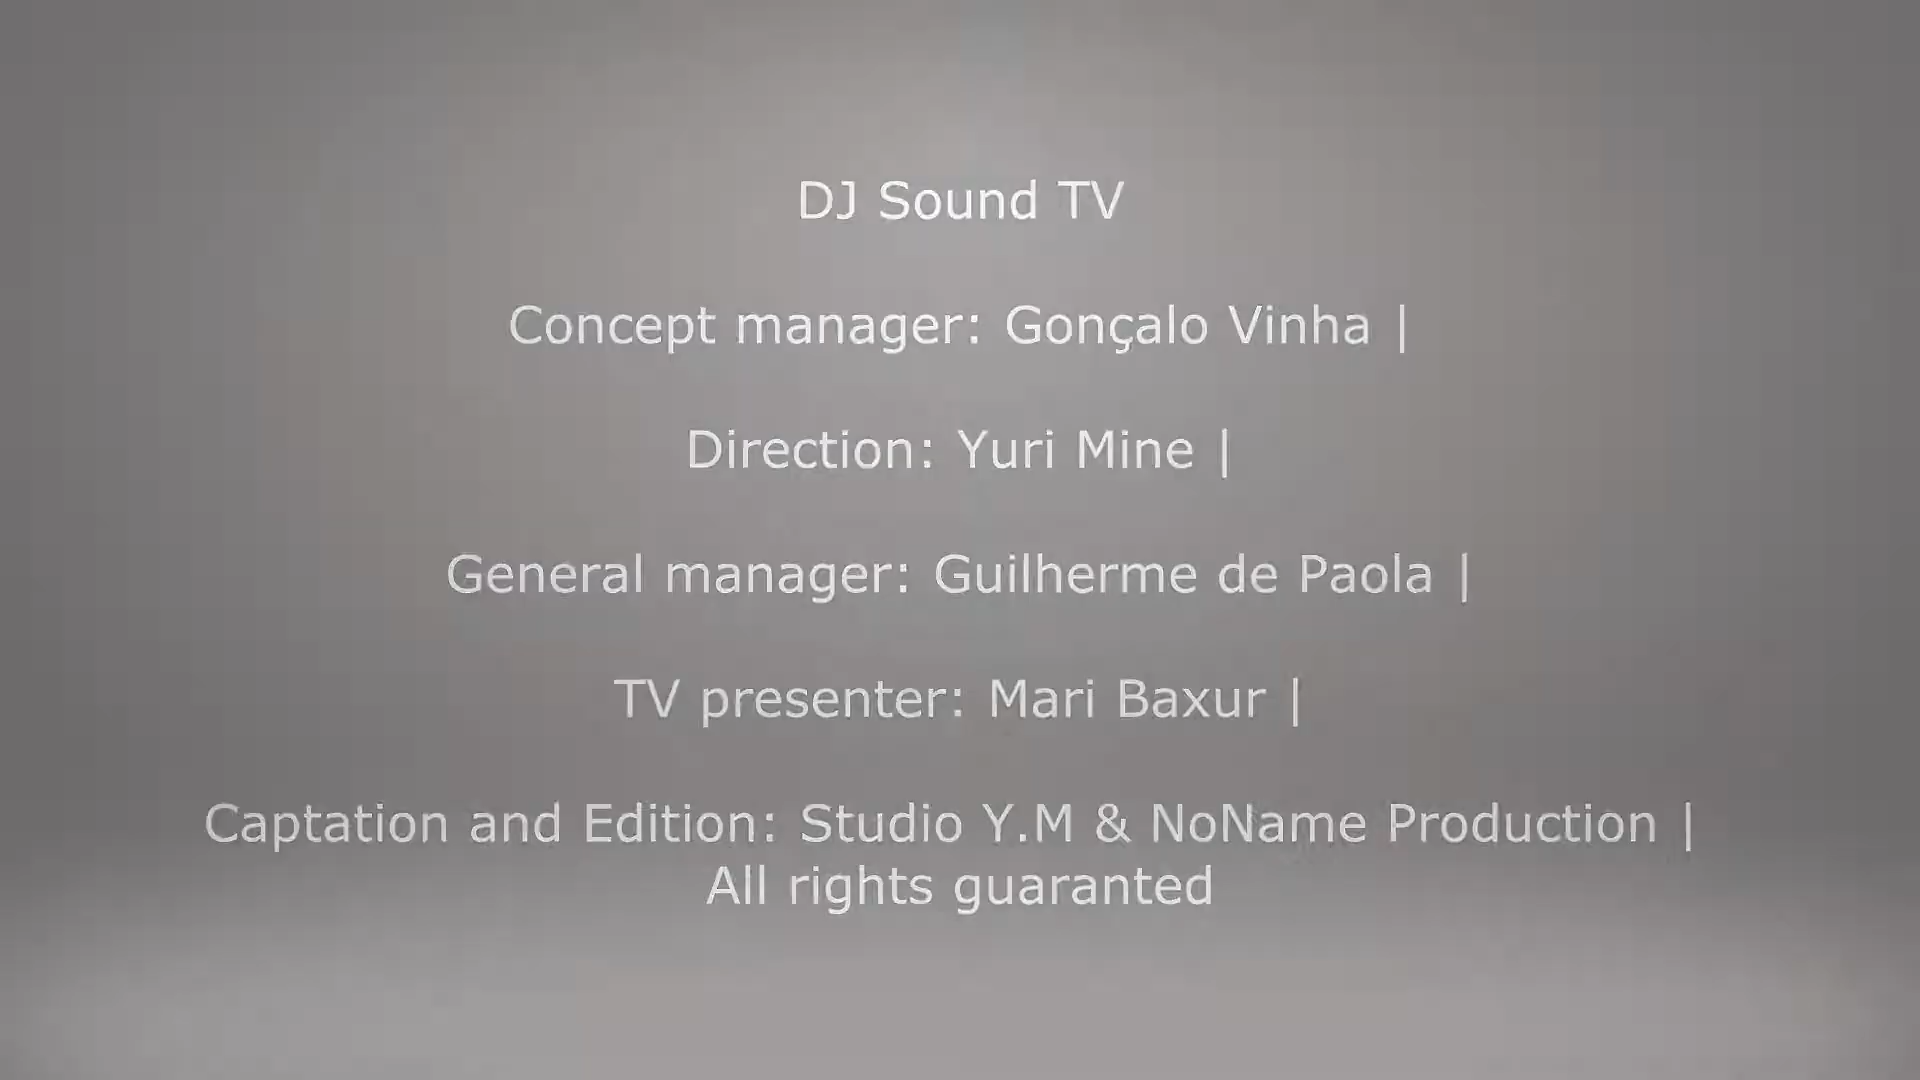 DJ Sound TV
Concept manager: Gonçalo Vinha |
Direction: Yuri Mine |
General manager: Guilherme de Paola |
TV presenter: Mari Baxur |
Captation and Edition: Studio Y.M & NoName Production |
All rights guaranted